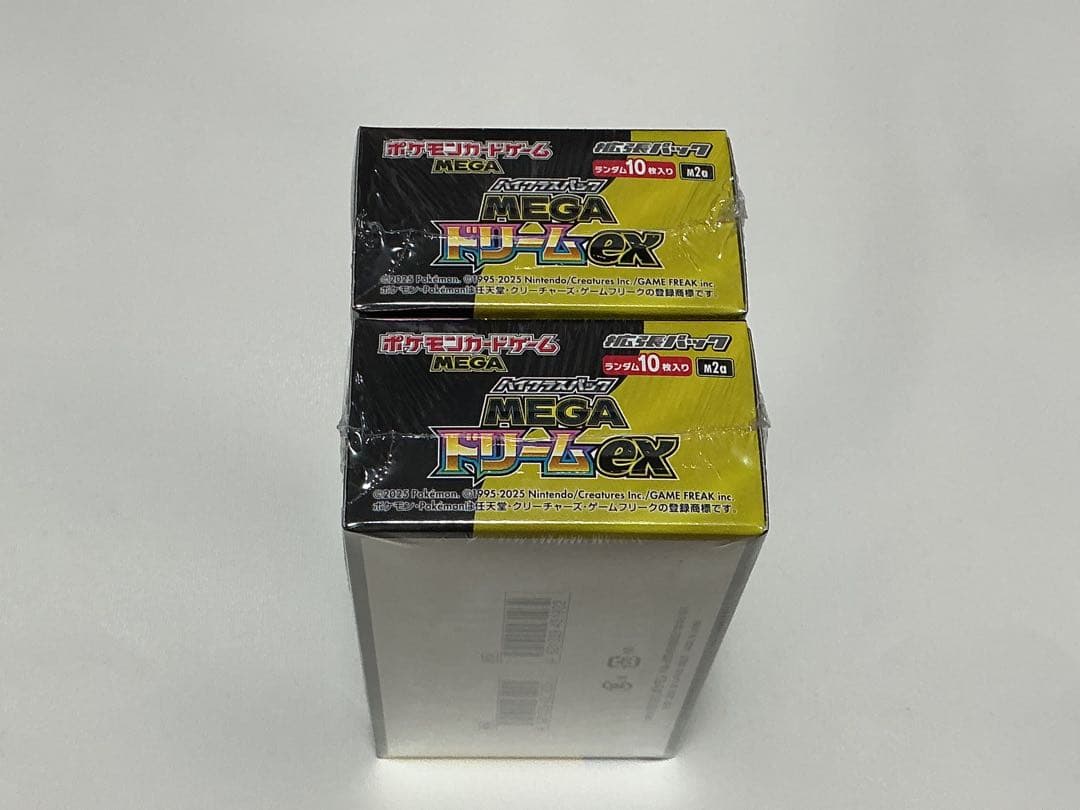 ポケモンカードゲーム
MEGA
拡張パック
ランダム10枚入り M2a
ハイクラスパック
MEGA
ドリームex
©2025 Pokémon. ©1995-2025 Nintendo/Creatures Inc./GAME FREAK inc.
ポケモン・Pokémonは任天堂・クリーチャーズ・ゲームフリークの登録商標です。
ポケモンカードゲーム
MEGA
拡張パック
ランダム10枚入り M2a
ハイクラスパック
MEGA
ドリームex
©2025 Pokémon. ©1995-2025 Nintendo/Creatures Inc./GAME FREAK inc.
ポケモン・Pokémonは任天堂・クリーチャーズ・ゲームフリークの登録商標です。